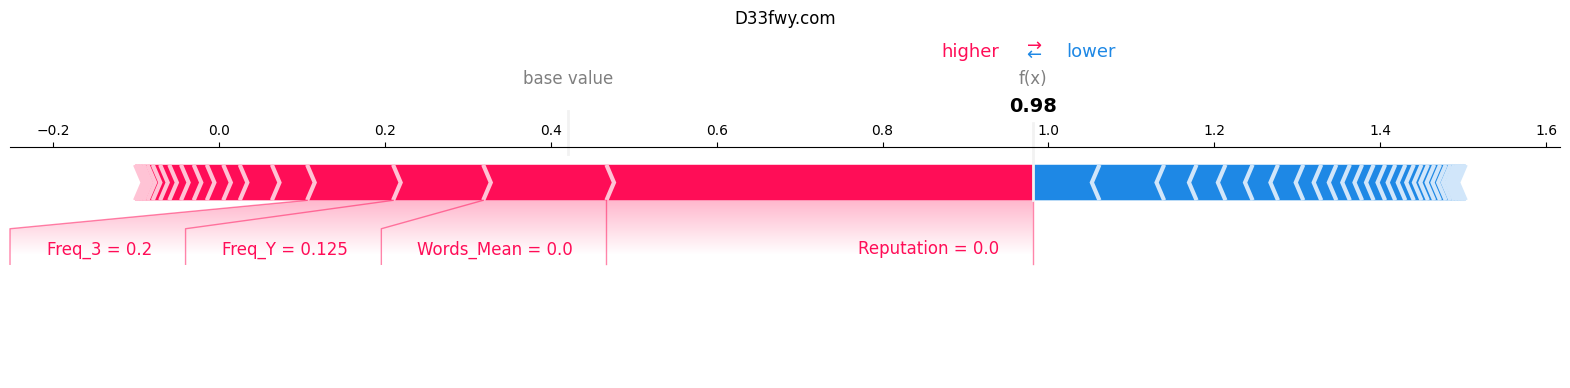 D33fwy.com
higher → lower
←
base value f(x)
0.98
−0.2 0.0 0.2 0.4 0.6 0.8 1.0 1.2 1.4 1.6
Freq_3 = 0.2 Freq_Y = 0.125 Words_Mean = 0.0 Reputation = 0.0